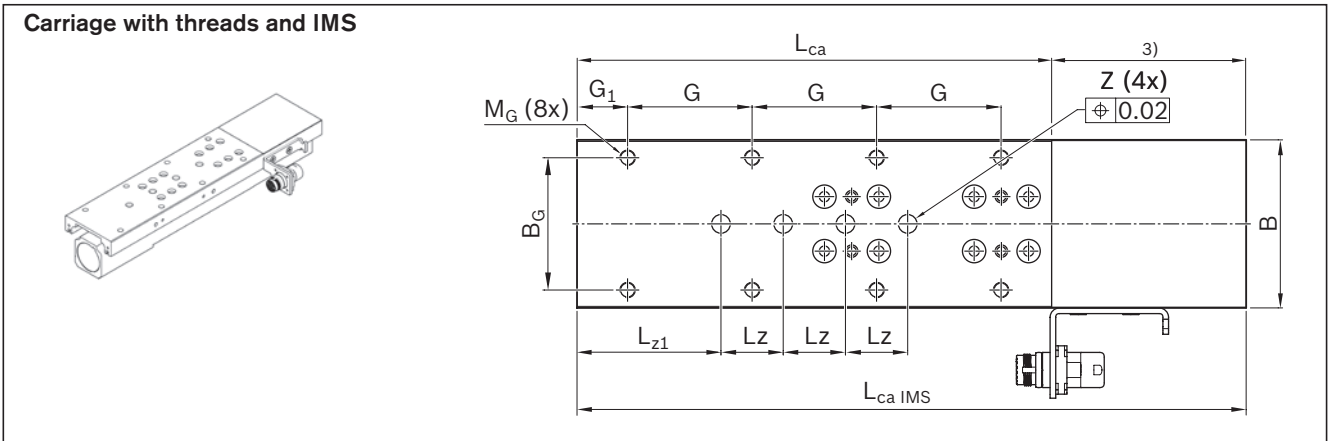 Carriage with threads and IMS
L_ca
3)
G₁ G G G
Z (4x)
M_G (8x)
⌖ 0.02
B_G
B
L_z1 Lz Lz Lz
L_ca IMS